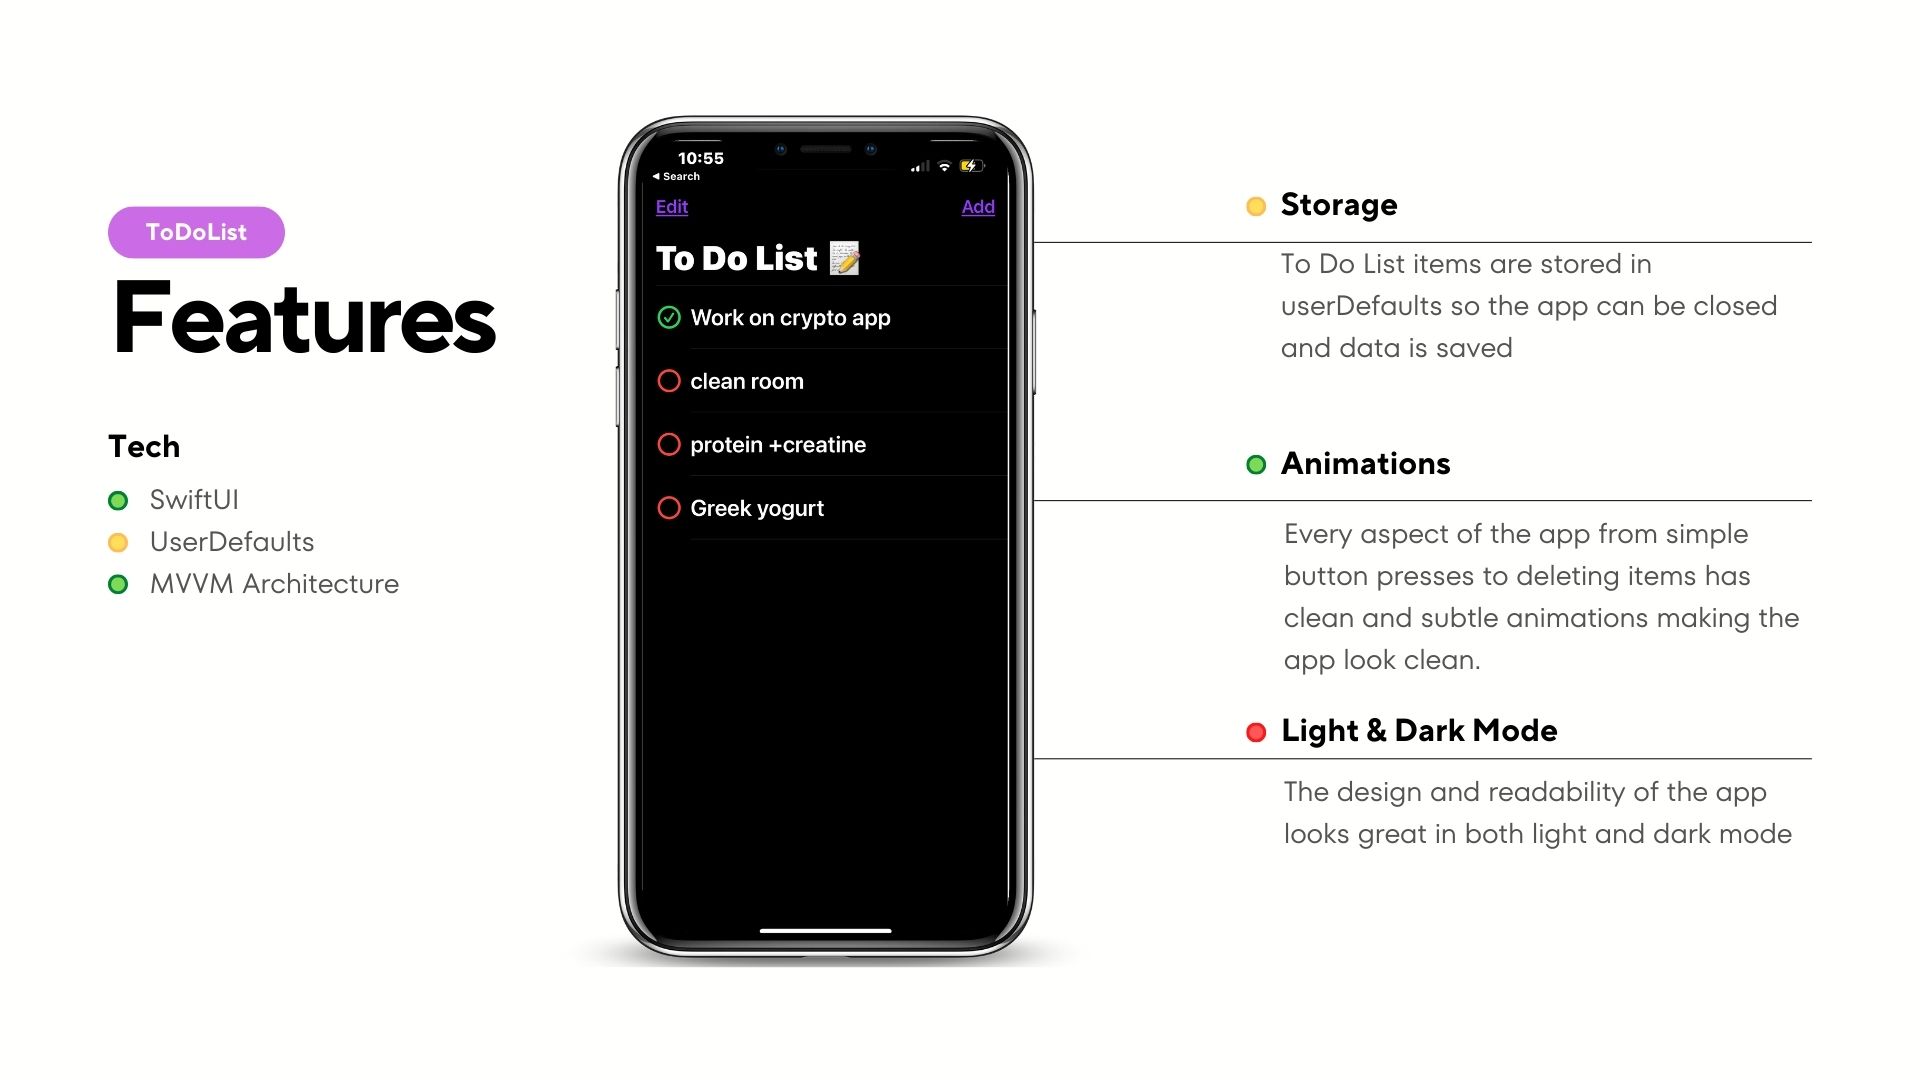 ToDoList
Features
Tech
SwiftUI
UserDefaults
MVVM Architecture
10:55
◀ Search
Edit
Add
To Do List 📝
Work on crypto app
clean room
protein +creatine
Greek yogurt
Storage
To Do List items are stored in
userDefaults so the app can be closed
and data is saved
Animations
Every aspect of the app from simple
button presses to deleting items has
clean and subtle animations making the
app look clean.
Light & Dark Mode
The design and readability of the app
looks great in both light and dark mode